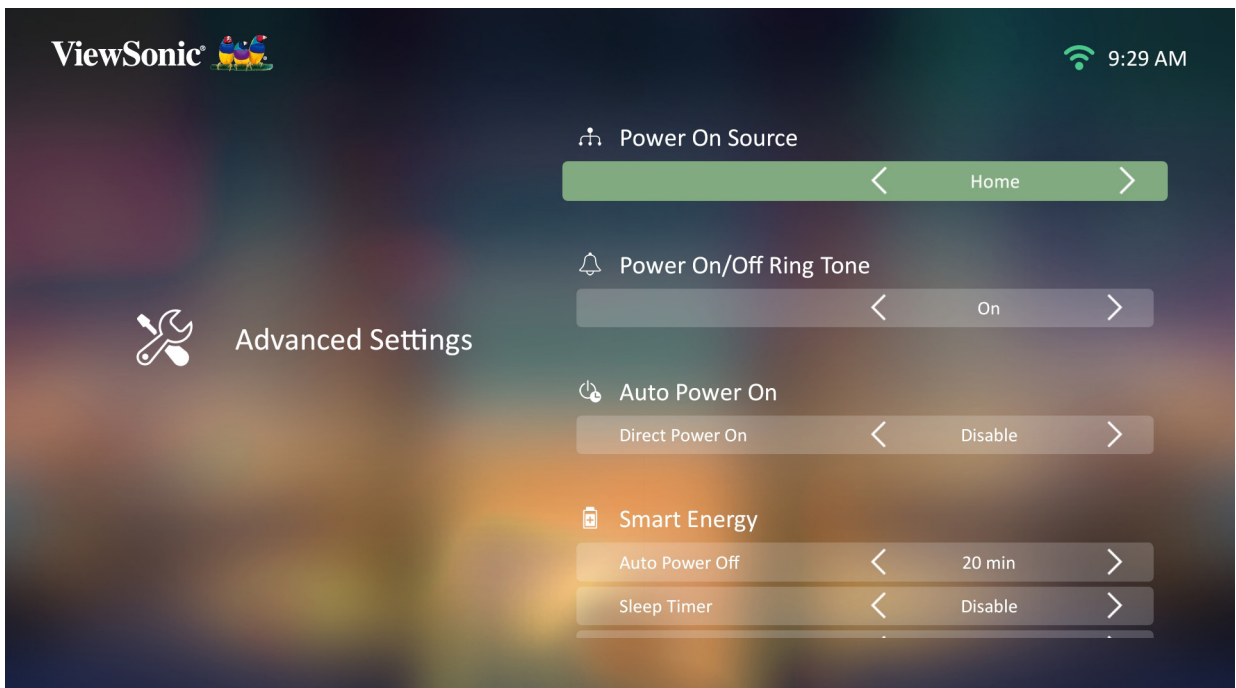 ViewSonic®
9:29 AM
Power On Source
Home
Power On/Off Ring Tone
On
Advanced Settings
Auto Power On
Direct Power On Disable
Smart Energy
Auto Power Off 20 min
Sleep Timer Disable